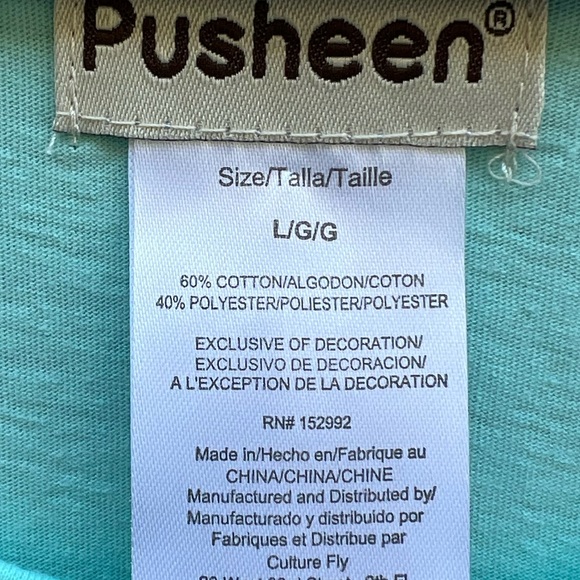 Pusheen®
Size/Talla/Taille
L/G/G
60% COTTON/ALGODON/COTON
40% POLYESTER/POLIESTER/POLYESTER
EXCLUSIVE OF DECORATION/
EXCLUSIVO DE DECORACION/
A L'EXCEPTION DE LA DECORATION
RN# 152992
Made in/Hecho en/Fabrique au
CHINA/CHINA/CHINE
Manufactured and Distributed by/
Manufacturado y distribuido por
Fabriques et Distribue par
Culture Fly